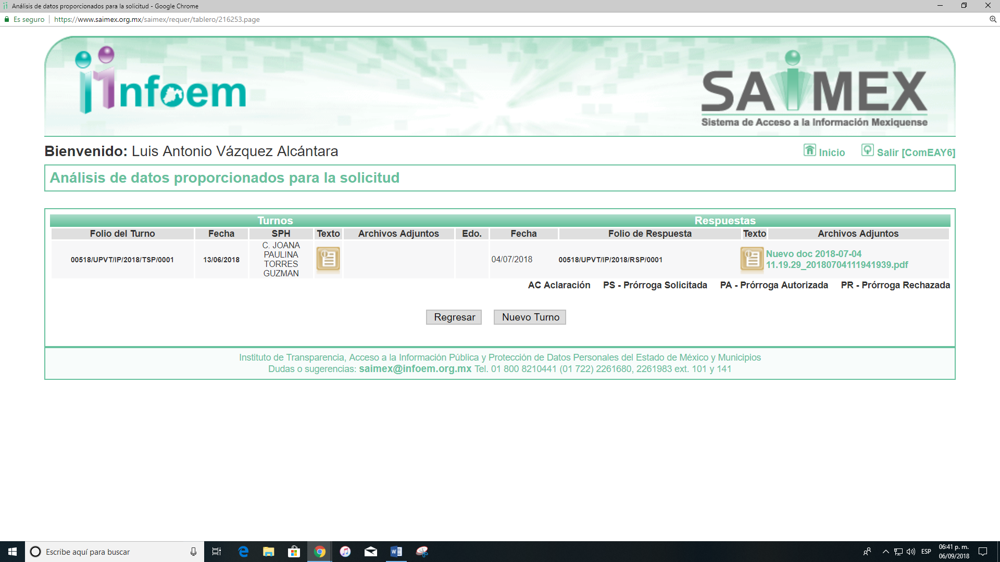 Análisis de datos proporcionados para la solicitud - Google Chrome
Es seguro | https://www.saimex.org.mx/saimex/requer/tablero/216253.page
infoem
SAIMEX
Sistema de Acceso a la Información Mexiquense
Bienvenido: Luis Antonio Vázquez Alcántara
Inicio Salir [ComEAY6]
Análisis de datos proporcionados para la solicitud
Turnos Respuestas
Folio del Turno Fecha SPH Texto Archivos Adjuntos Edo. Fecha Folio de Respuesta Texto Archivos Adjuntos
00518/UPVT/IP/2018/TSP/0001 13/06/2018 C. JOANA PAULINA TORRES GUZMAN 04/07/2018 00518/UPVT/IP/2018/RSP/0001 Nuevo doc 2018-07-04 11.19.29_20180704111941939.pdf
AC Aclaración PS - Prórroga Solicitada PA - Prórroga Autorizada PR - Prórroga Rechazada
Regresar Nuevo Turno
Instituto de Transparencia, Acceso a la Información Pública y Protección de Datos Personales del Estado de México y Municipios
Dudas o sugerencias: saimex@infoem.org.mx Tel. 01 800 8210441 (01 722) 2261680, 2261983 ext. 101 y 141
Escribe aquí para buscar
ESP
06:41 p. m.
06/09/2018